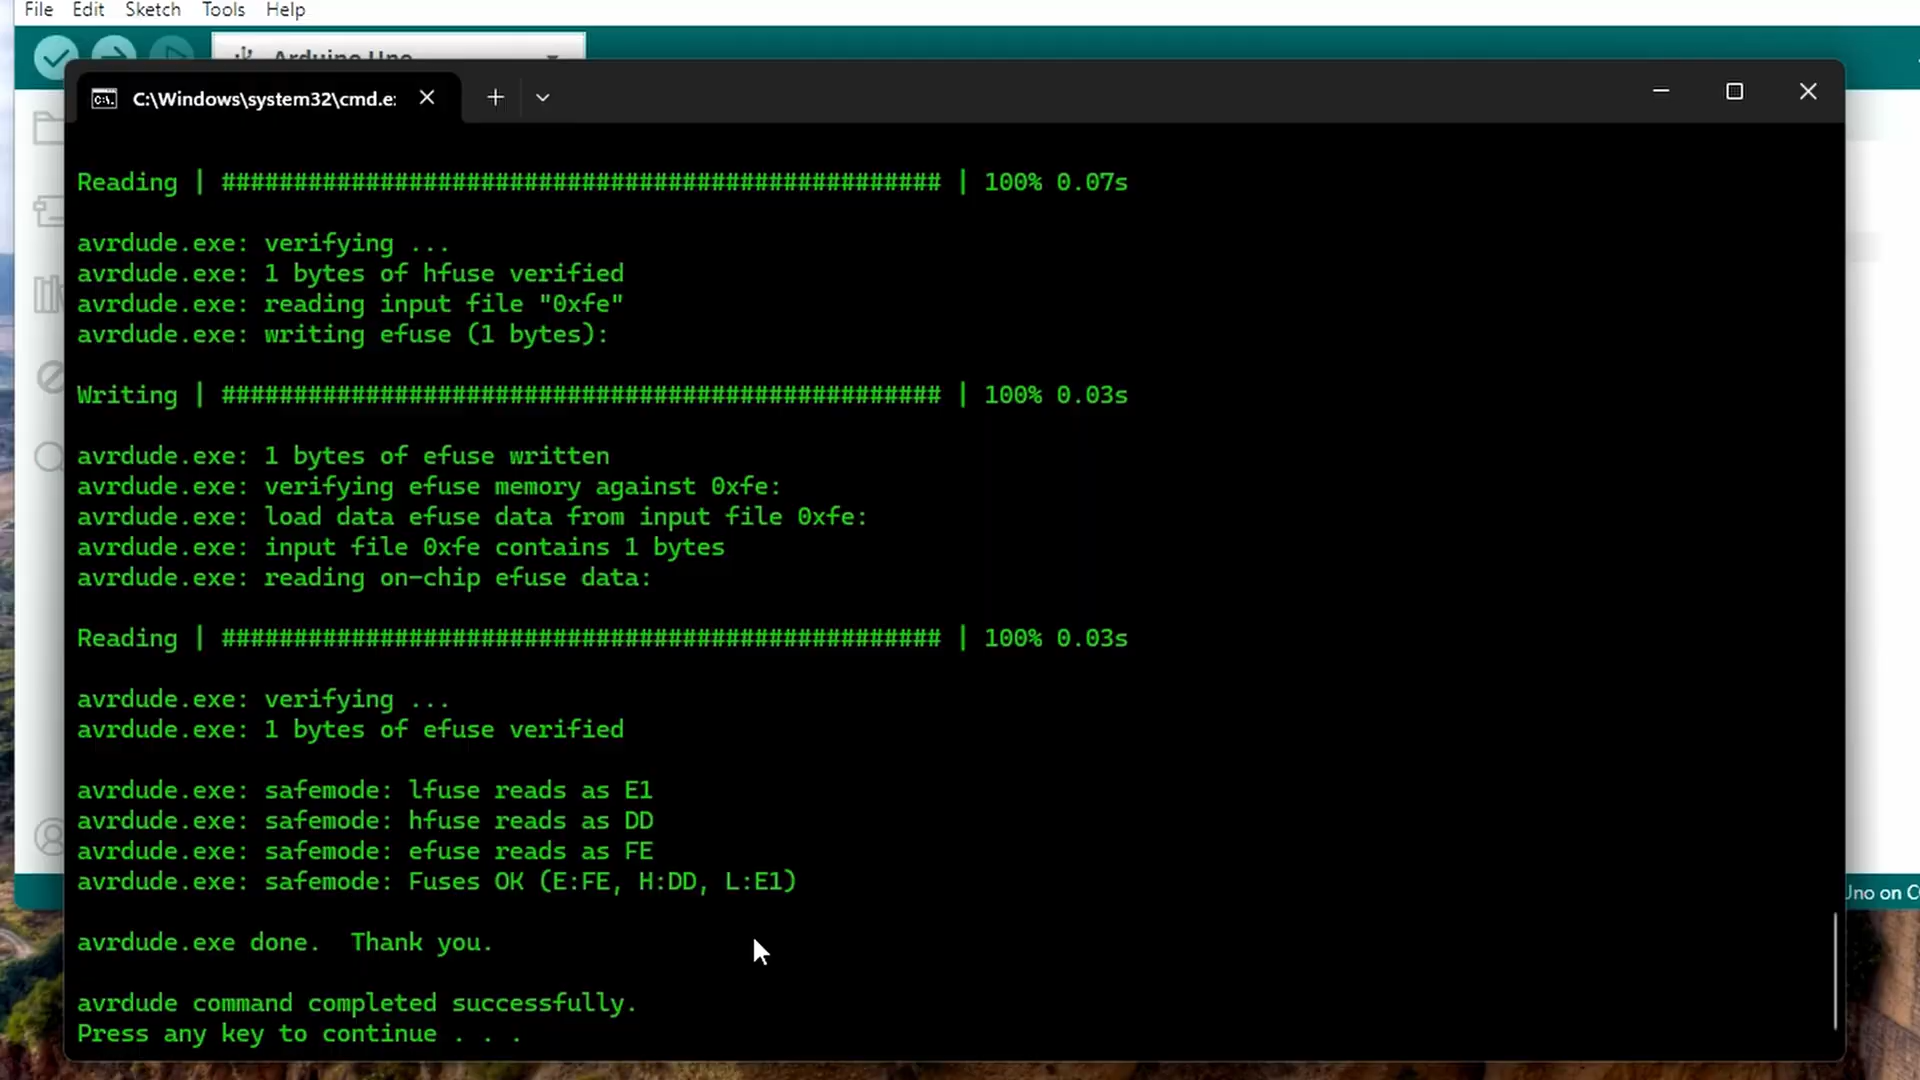 File Edit Sketch Tools Help
Arduino Uno
C:\Windows\system32\cmd.e:
Reading | ################################################## | 100% 0.07s
avrdude.exe: verifying ...
avrdude.exe: 1 bytes of hfuse verified
avrdude.exe: reading input file "0xfe"
avrdude.exe: writing efuse (1 bytes):
Writing | ################################################## | 100% 0.03s
avrdude.exe: 1 bytes of efuse written
avrdude.exe: verifying efuse memory against 0xfe:
avrdude.exe: load data efuse data from input file 0xfe:
avrdude.exe: input file 0xfe contains 1 bytes
avrdude.exe: reading on-chip efuse data:
Reading | ################################################## | 100% 0.03s
avrdude.exe: verifying ...
avrdude.exe: 1 bytes of efuse verified
avrdude.exe: safemode: lfuse reads as E1
avrdude.exe: safemode: hfuse reads as DD
avrdude.exe: safemode: efuse reads as FE
avrdude.exe: safemode: Fuses OK (E:FE, H:DD, L:E1)
Uno on CO
avrdude.exe done.  Thank you.
avrdude command completed successfully.
Press any key to continue . . .